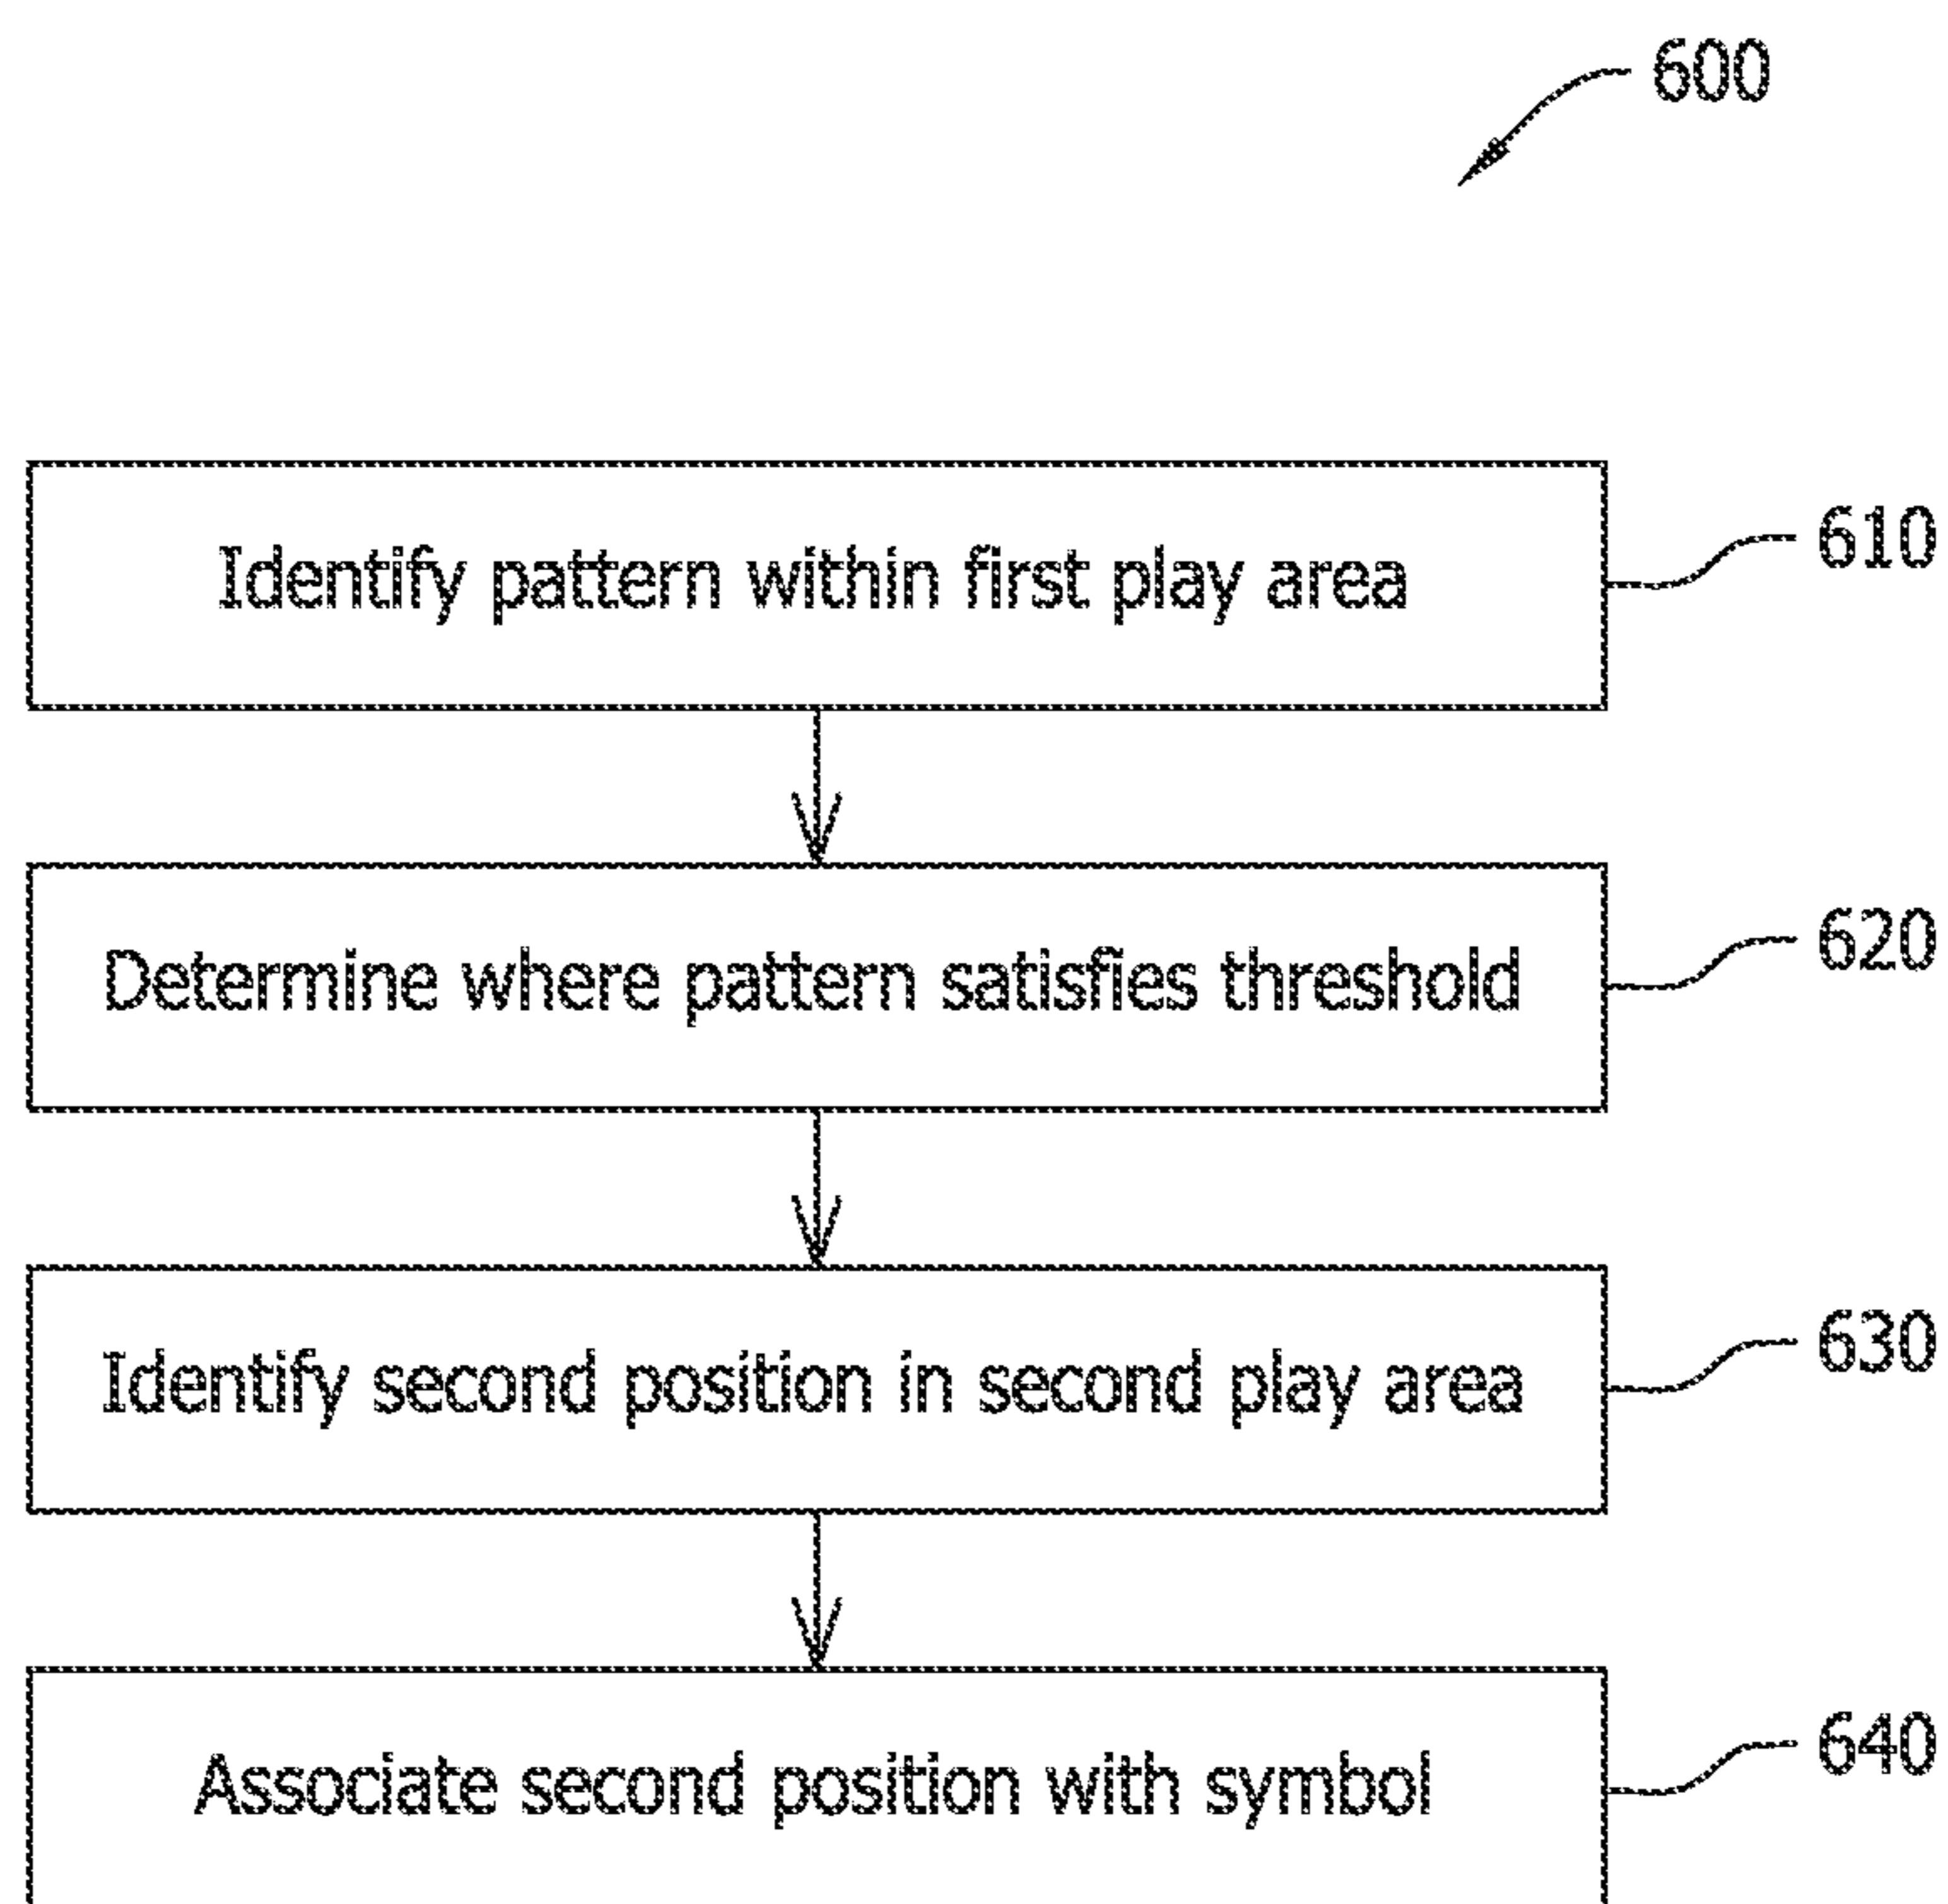 600
Identify pattern within first play area
610
Determine where pattern satisfies threshold
620
Identify second position in second play area
630
Associate second position with symbol
640